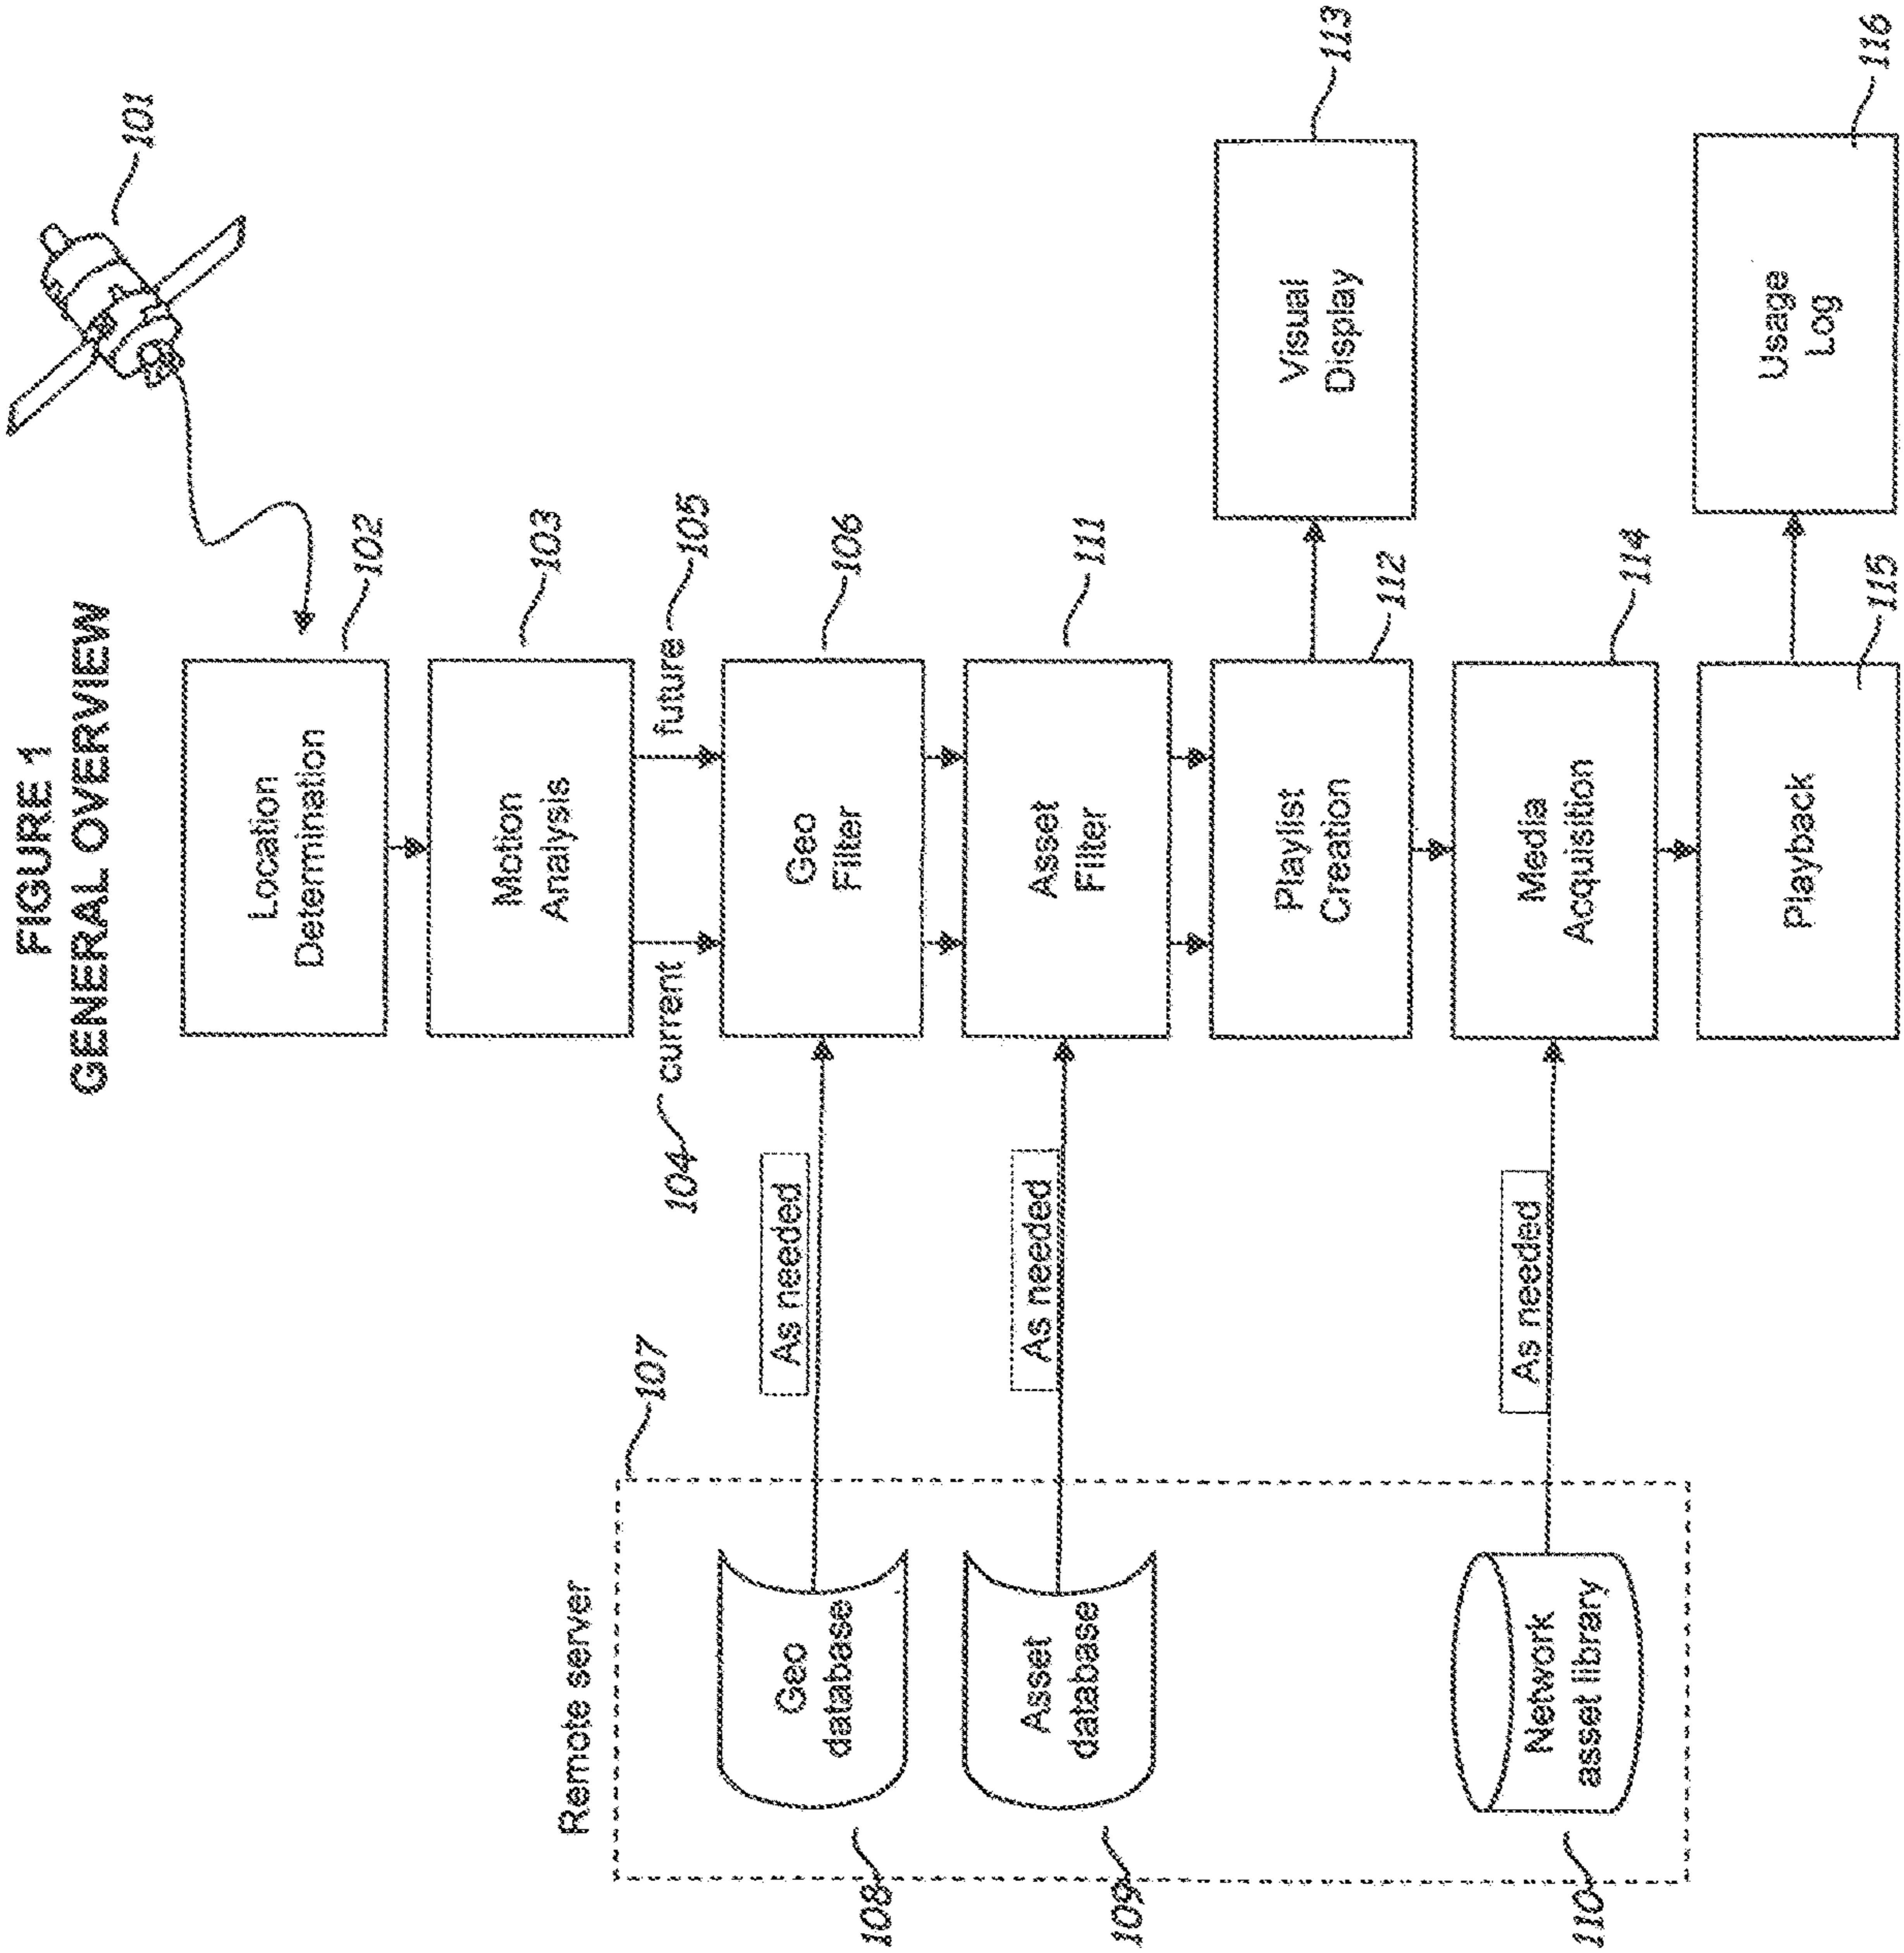 FIGURE 1
GENERAL OVERVIEW
101
Location
Determination
102
Motion
Analysis
103
104
current
future
105
Remote server
107
Geo
database
108
As needed
Geo
Filter
106
Asset
database
109
As needed
Asset
Filter
111
Playlist
Creation
112
Visual
Display
113
Network
asset library
110
As needed
Media
Acquisition
114
Playback
115
Usage
Log
116